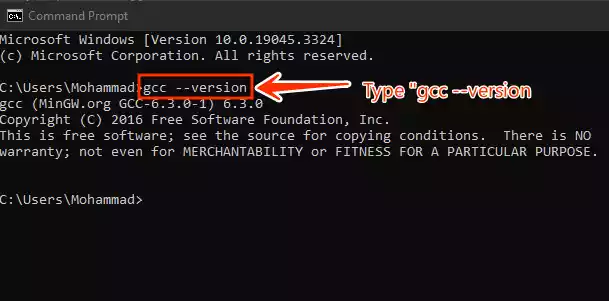 Command Prompt
Microsoft Windows [Version 10.0.19045.3324]
(c) Microsoft Corporation. All rights reserved.
C:\Users\Mohammad>gcc --version
Type "gcc --version
gcc (MinGW.org GCC-6.3.0-1) 6.3.0
Copyright (C) 2016 Free Software Foundation, Inc.
This is free software; see the source for copying conditions.  There is NO
warranty; not even for MERCHANTABILITY or FITNESS FOR A PARTICULAR PURPOSE.
C:\Users\Mohammad>